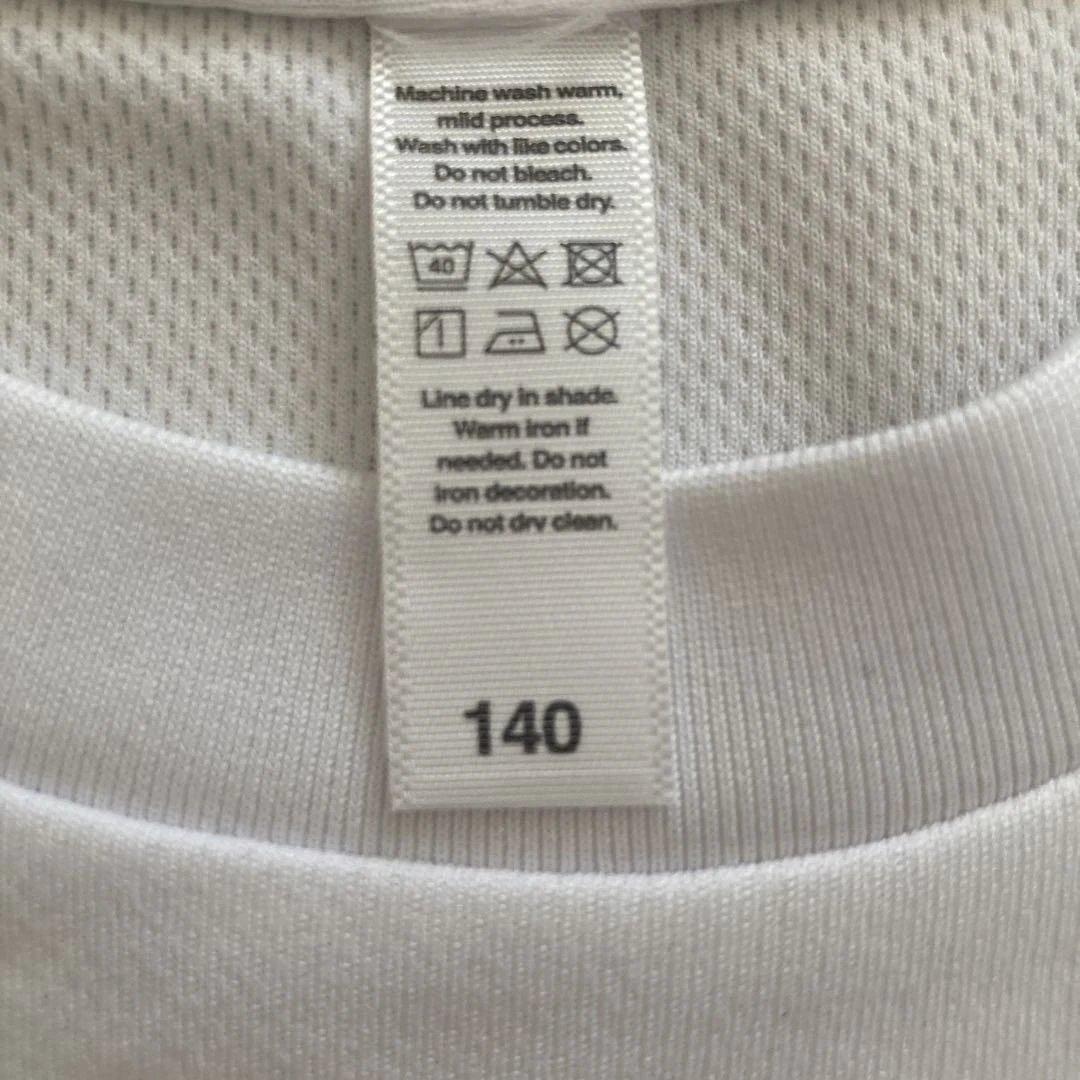 Machine wash warm,
mild process.
Wash with like colors.
Do not bleach.
Do not tumble dry.
40
Line dry in shade.
Warm iron if
needed. Do not
iron decoration.
Do not dry clean.
140